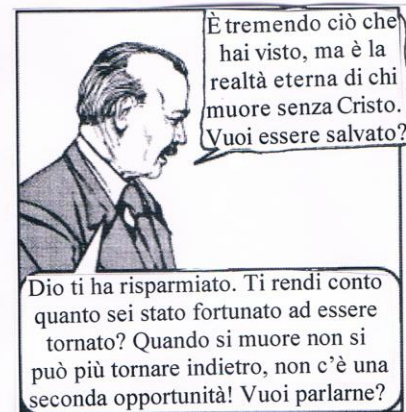 È tremendo ciò che
hai visto, ma è la
realtà eterna di chi
muore senza Cristo.
Vuoi essere salvato?
Dio ti ha risparmiato. Ti rendi conto
quanto sei stato fortunato ad essere
tornato? Quando si muore non si
può più tornare indietro, non c'è una
seconda opportunità! Vuoi parlarne?